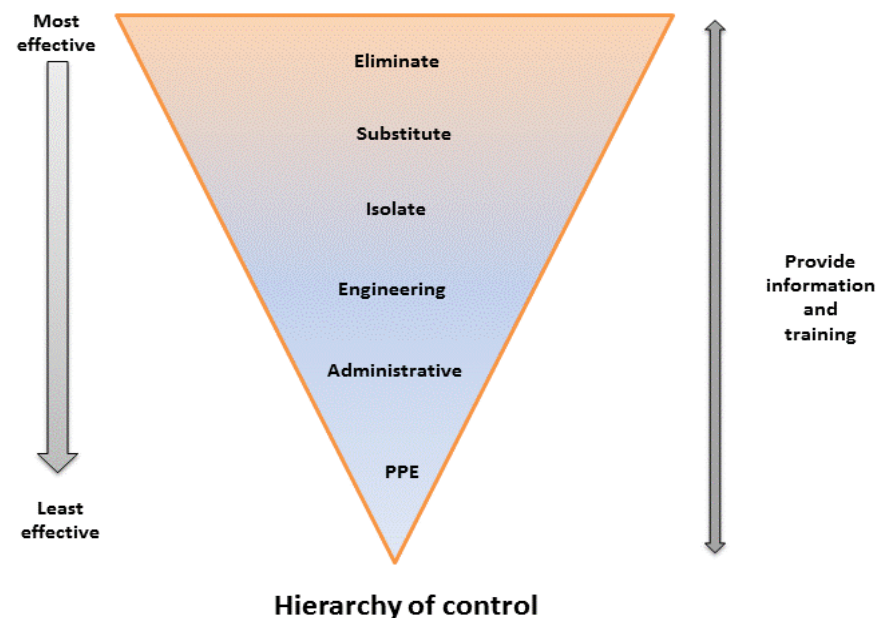 Most
effective
Eliminate
Substitute
Isolate
Engineering
Administrative
PPE
Least
effective
Provide
information
and
training
Hierarchy of control